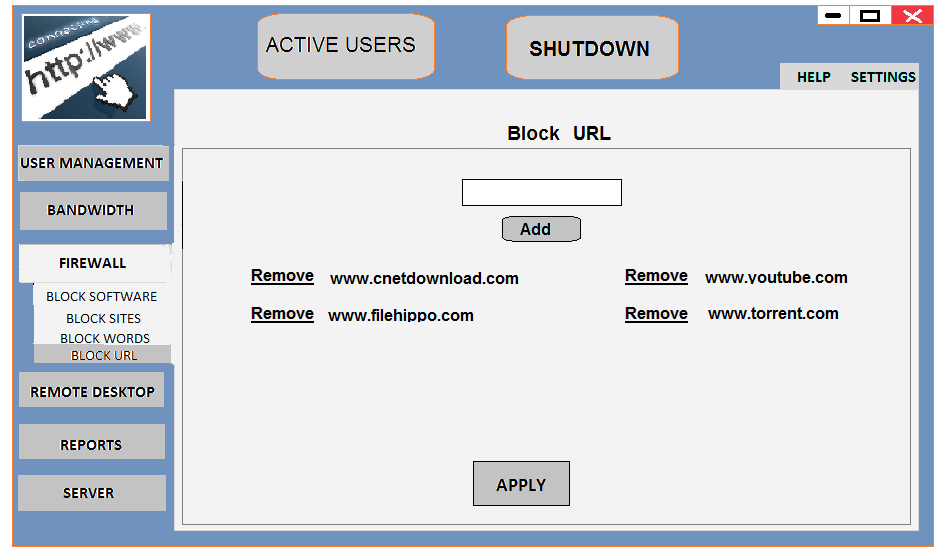 connecting
http://www.
ACTIVE USERS
SHUTDOWN
HELP SETTINGS
Block URL
USER MANAGEMENT
BANDWIDTH
FIREWALL
BLOCK SOFTWARE
BLOCK SITES
BLOCK WORDS
BLOCK URL
REMOTE DESKTOP
REPORTS
SERVER
Add
Remove www.cnetdownload.com
Remove www.youtube.com
Remove www.filehippo.com
Remove www.torrent.com
APPLY